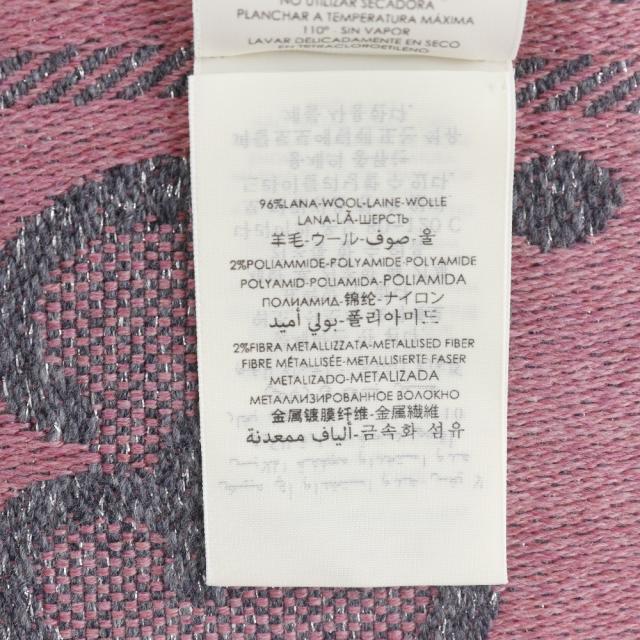 NO UTILIZAR SECADORA
PLANCHAR A TEMPERATURA MÁXIMA
110° SIN VAPOR
LAVAR DELICADAMENTE EN SECO
EN TETRACLOROETILENO
96%LANA-WOOL-LAINE-WOLLE
LANA-LÃ-ШЕРСТЬ
羊毛-ウール-صوف-울
2%POLIAMMIDE-POLYAMIDE-POLYAMIDE
POLYAMID-POLIAMIDA-POLIAMIDA
ПОЛИАМИД-锦纶-ナイロン
بولي أميد-폴리아미드
2%FIBRA METALLIZZATA-METALLISED FIBER
FIBRE MÉTALLISÉE-METALLISIERTE FASER
METALIZADO-METALIZADA
МЕТАЛЛИЗИРОВАННОЕ ВОЛОКНО
金属镀膜纤维-金属繊維
ألياف ممعدنة-금속화 섬유